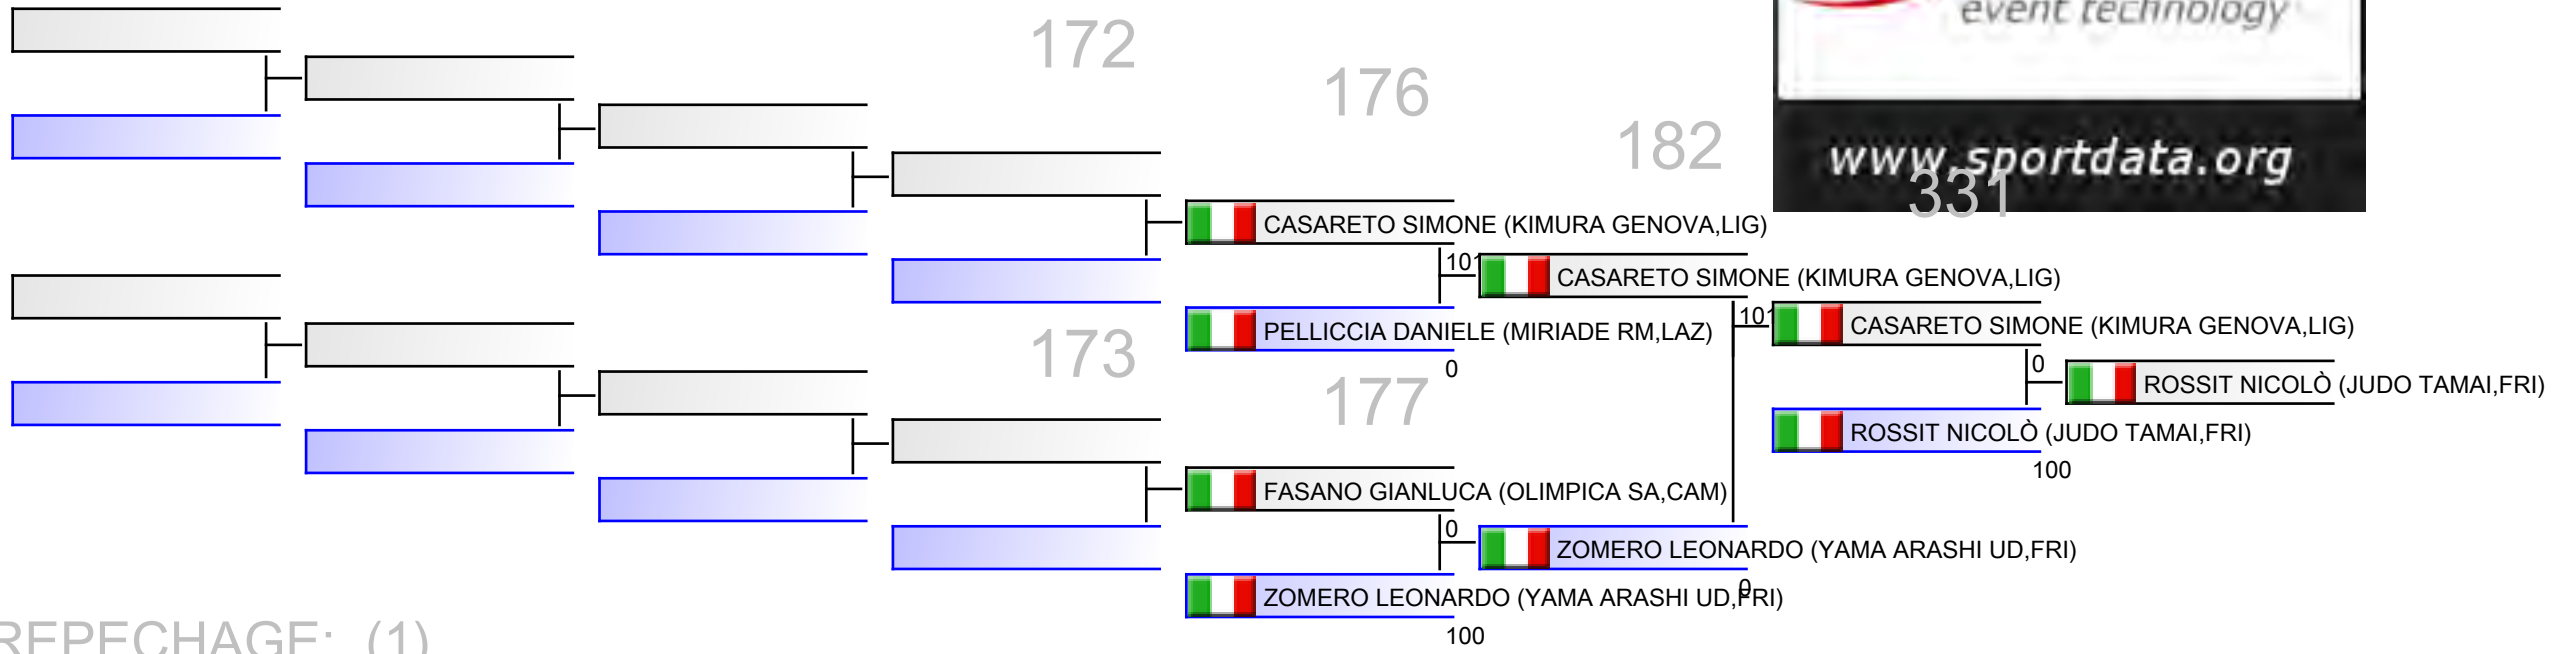 event technology
172
176
182
www.sportdata.org
331
CASARETO SIMONE (KIMURA GENOVA,LIG)
101
CASARETO SIMONE (KIMURA GENOVA,LIG)
PELLICCIA DANIELE (MIRIADE RM,LAZ)
0
101
CASARETO SIMONE (KIMURA GENOVA,LIG)
0
ROSSIT NICOLÒ (JUDO TAMAI,FRI)
ROSSIT NICOLÒ (JUDO TAMAI,FRI)
100
173
177
FASANO GIANLUCA (OLIMPICA SA,CAM)
0
ZOMERO LEONARDO (YAMA ARASHI UD,FRI)
0
ZOMERO LEONARDO (YAMA ARASHI UD,FRI)
100
REPECHAGE: (1)